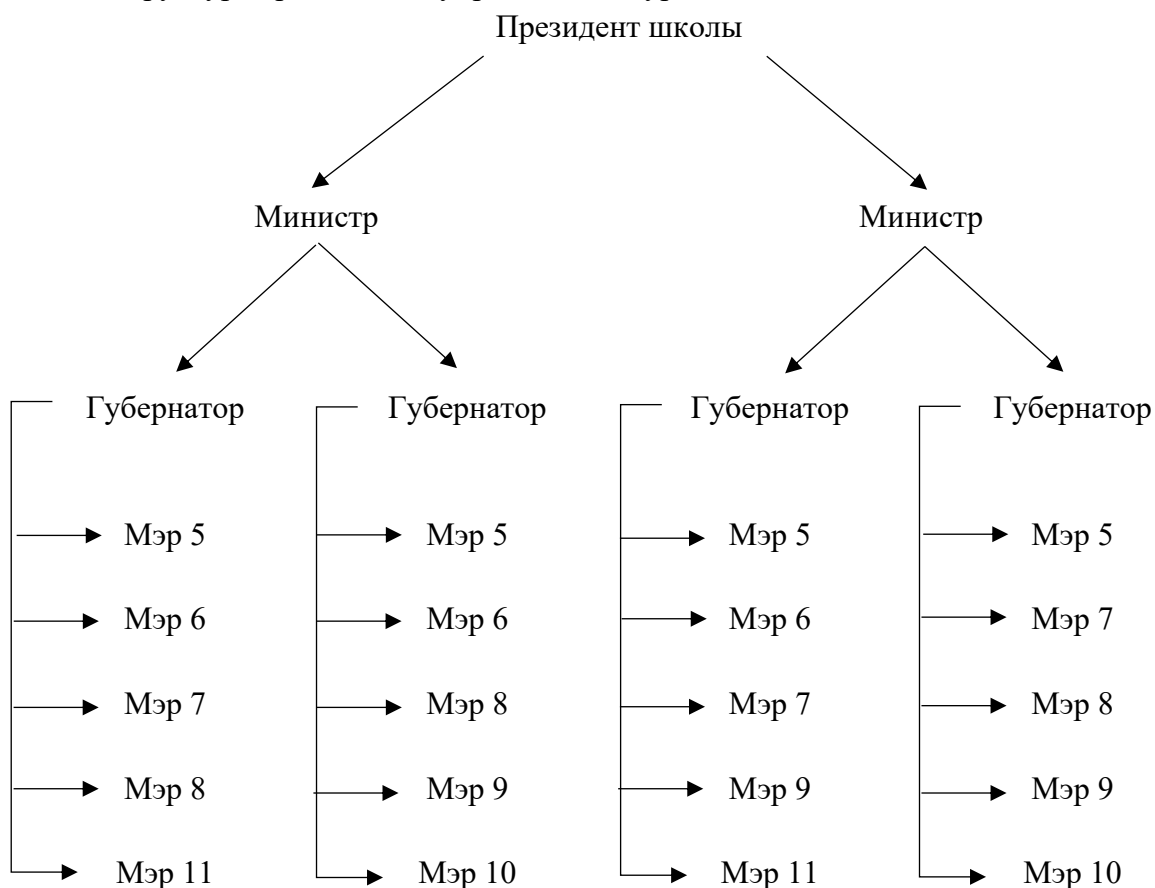 Президент школы
Министр Министр
Губернатор Губернатор Губернатор Губернатор
Мэр 5 Мэр 5 Мэр 5 Мэр 5
Мэр 6 Мэр 6 Мэр 6 Мэр 7
Мэр 7 Мэр 8 Мэр 7 Мэр 8
Мэр 8 Мэр 9 Мэр 9 Мэр 9
Мэр 11 Мэр 10 Мэр 11 Мэр 10